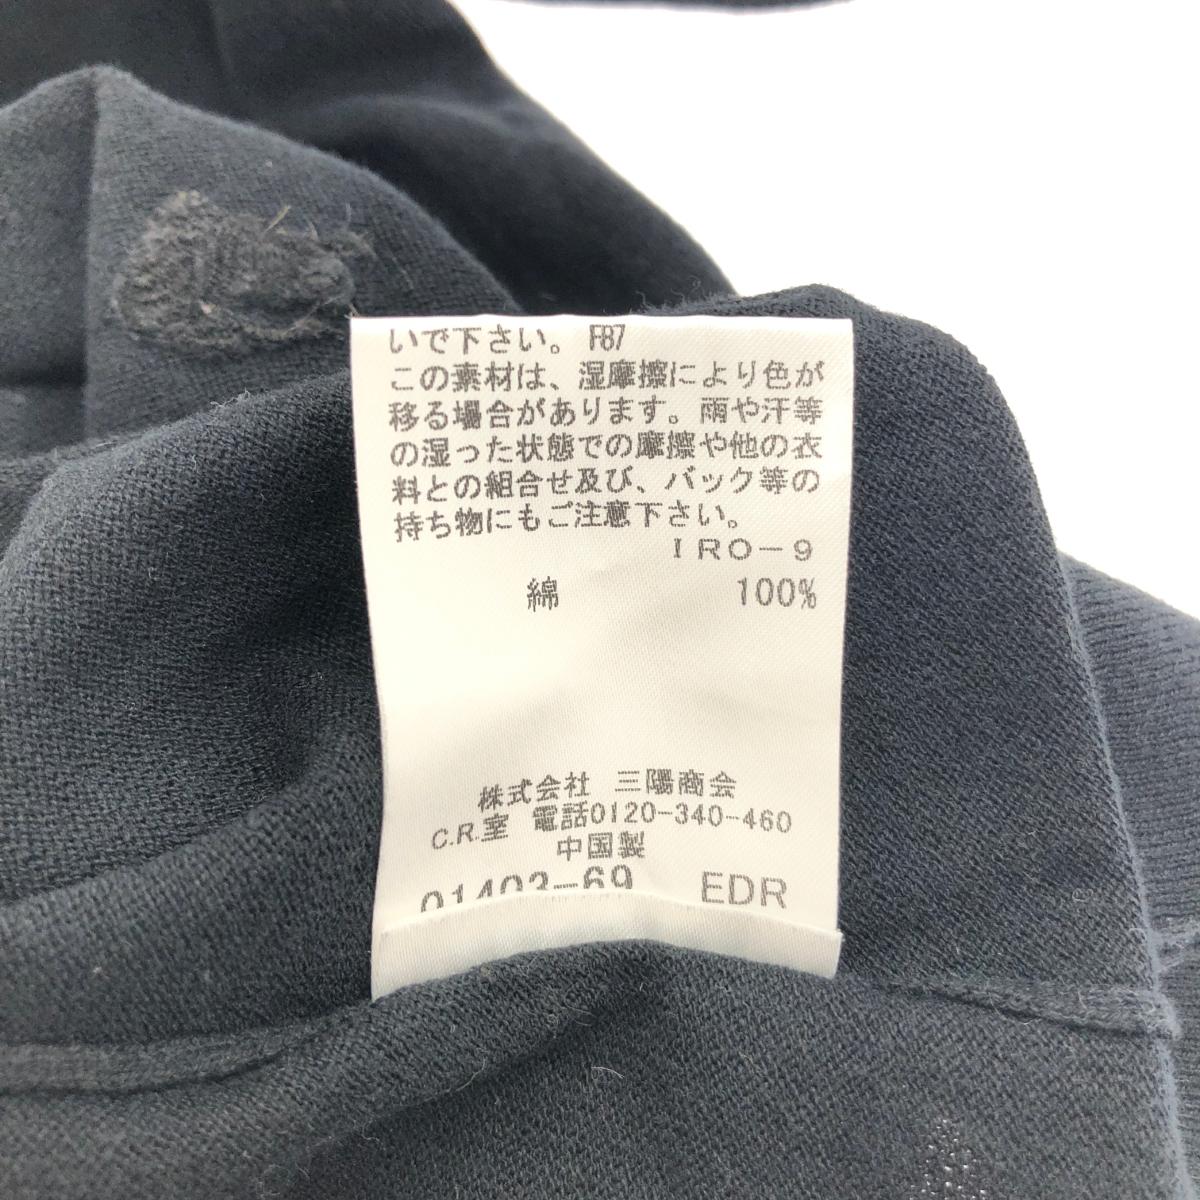 いで下さい。 F87
この素材は、湿摩擦により色が
移る場合があります。雨や汗等
の湿った状態での摩擦や他の衣
料との組合せ及び、バック等の
持ち物にもご注意下さい。
IRO-9
綿 100%
株式会社 三陽商会
C.R.室 電話0120-340-460
中国製
01403-69 EDR